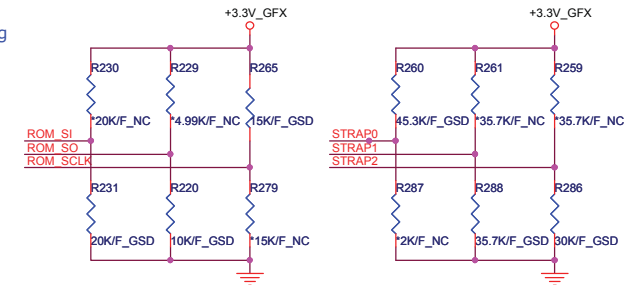 +3.3V_GFX +3.3V_GFX
g
R230 R229 R265 R260 R261 R259
*20K/F_NC *4.99K/F_NC 15K/F_GSD 45.3K/F_GSD *35.7K/F_NC *35.7K/F_NC
ROM_SI STRAP0
ROM_SO STRAP1
ROM_SCLK STRAP2
R231 R220 R279 R287 R288 R286
20K/F_GSD 10K/F_GSD *15K/F_NC *2K/F_NC 35.7K/F_GSD 30K/F_GSD